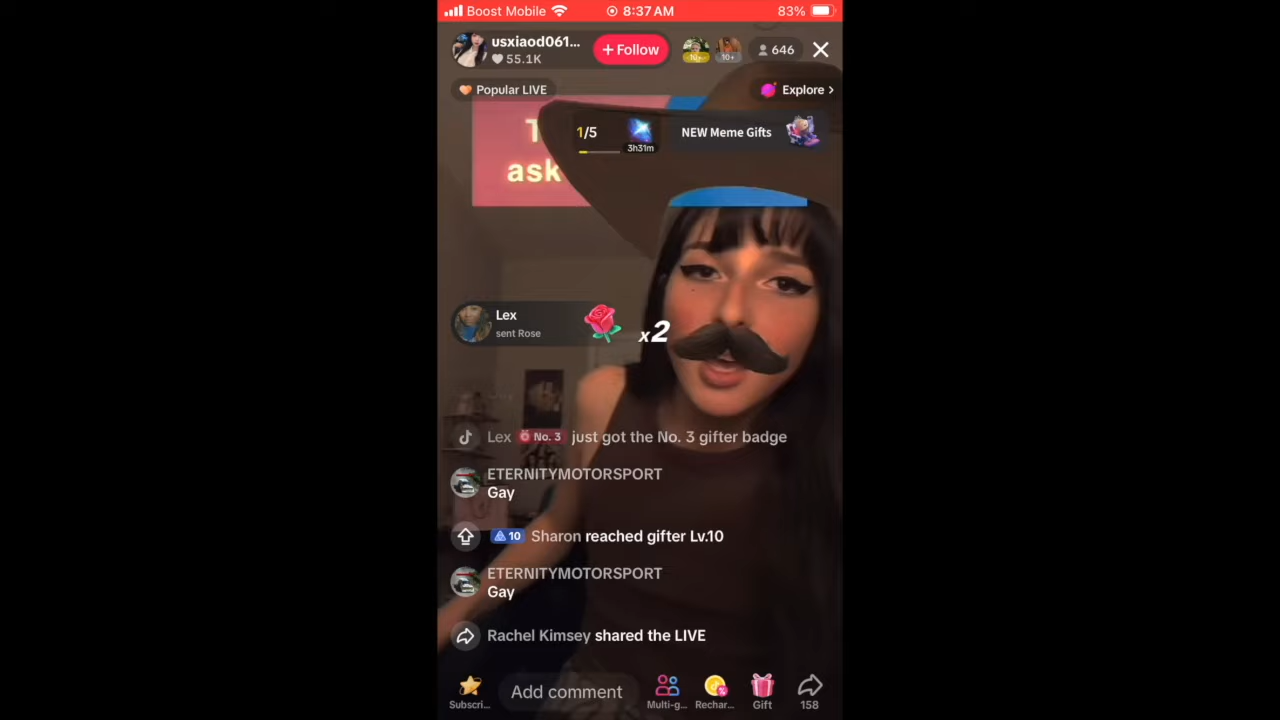 Boost Mobile
8:37 AM
83%
usxiaod061...
55.1K
+ Follow
10+
10+
646
Popular LIVE
Explore >
ask
1/5
3h31m
NEW Meme Gifts
Lex
sent Rose
x2
Lex No. 3 just got the No. 3 gifter badge
ETERNITYMOTORSPORT
Gay
10 Sharon reached gifter Lv.10
ETERNITYMOTORSPORT
Gay
Rachel Kimsey shared the LIVE
Subscri...
Add comment
Multi-g...
Rechar...
Gift
158